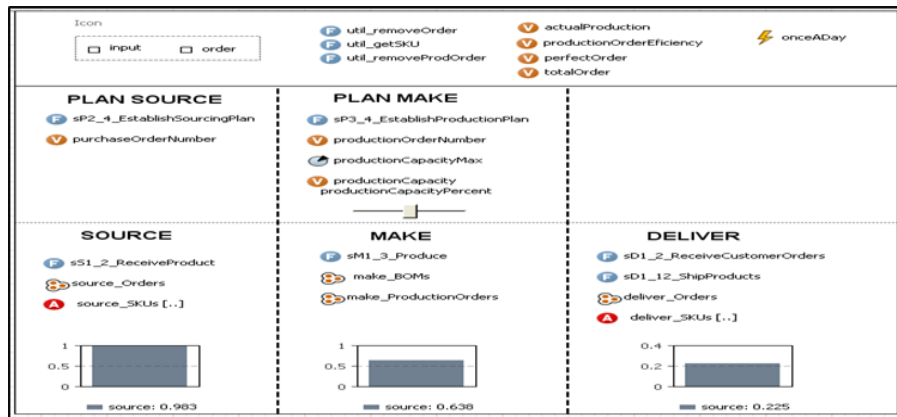 Icon
input order
util_removeOrder
util_getSKU
util_removeProdOrder
actualProduction
productionOrderEficiency
perfectOrder
totalOrder
onceADay
PLAN SOURCE
sP2_4_EstablishSourcingPlan
purchaseOrderNumber
PLAN MAKE
sP3_4_EstablishProductionPlan
productionOrderNumber
productionCapacityMax
productionCapacity
productionCapacityPercent
SOURCE
sS1_2_ReceiveProduct
source_Orders
source_SKUs [..]
1
0.5
0
source: 0.983
MAKE
sM1_3_Produce
make_BOMs
make_ProductionOrders
1
0.5
0
source: 0.638
DELIVER
sD1_2_ReceiveCustomerOrders
sD1_12_ShipProducts
deliver_Orders
deliver_SKUs [..]
0.4
0.2
0
source: 0.225